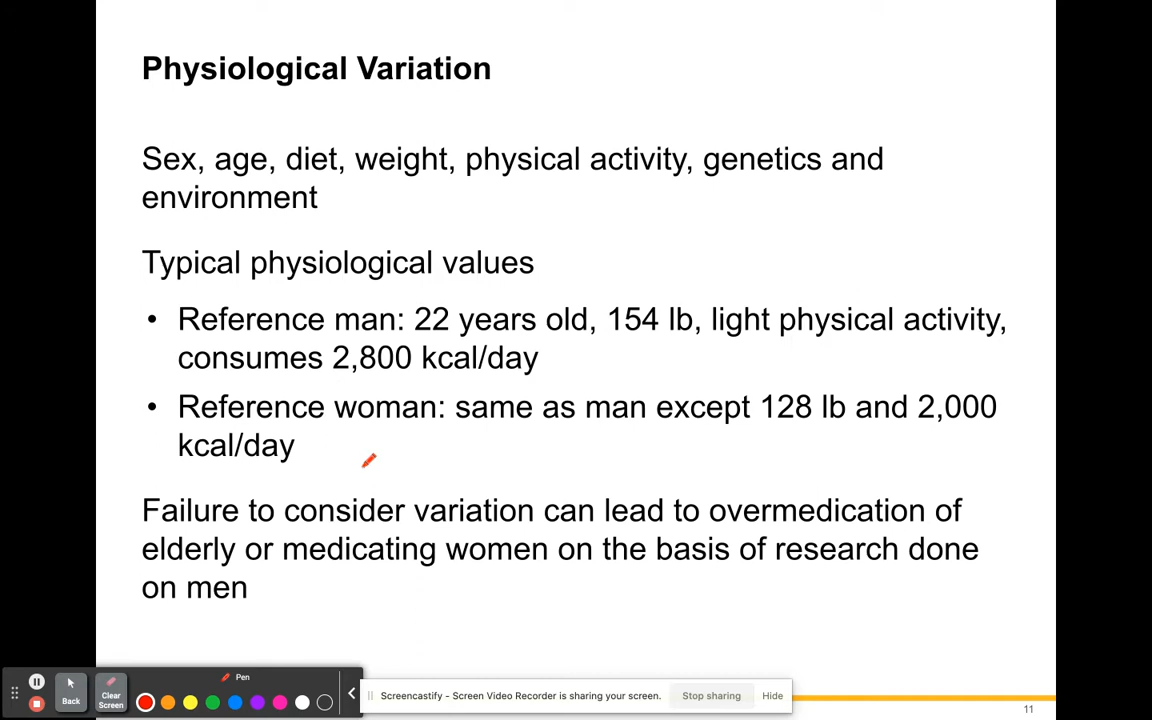 Physiological Variation
Sex, age, diet, weight, physical activity, genetics and
environment
Typical physiological values
• Reference man: 22 years old, 154 lb, light physical activity,
consumes 2,800 kcal/day
• Reference woman: same as man except 128 lb and 2,000
kcal/day
Failure to consider variation can lead to overmedication of
elderly or medicating women on the basis of research done
on men
Pen
Back
Clear
Screen
Screencastify - Screen Video Recorder is sharing your screen.
Stop sharing
Hide
11